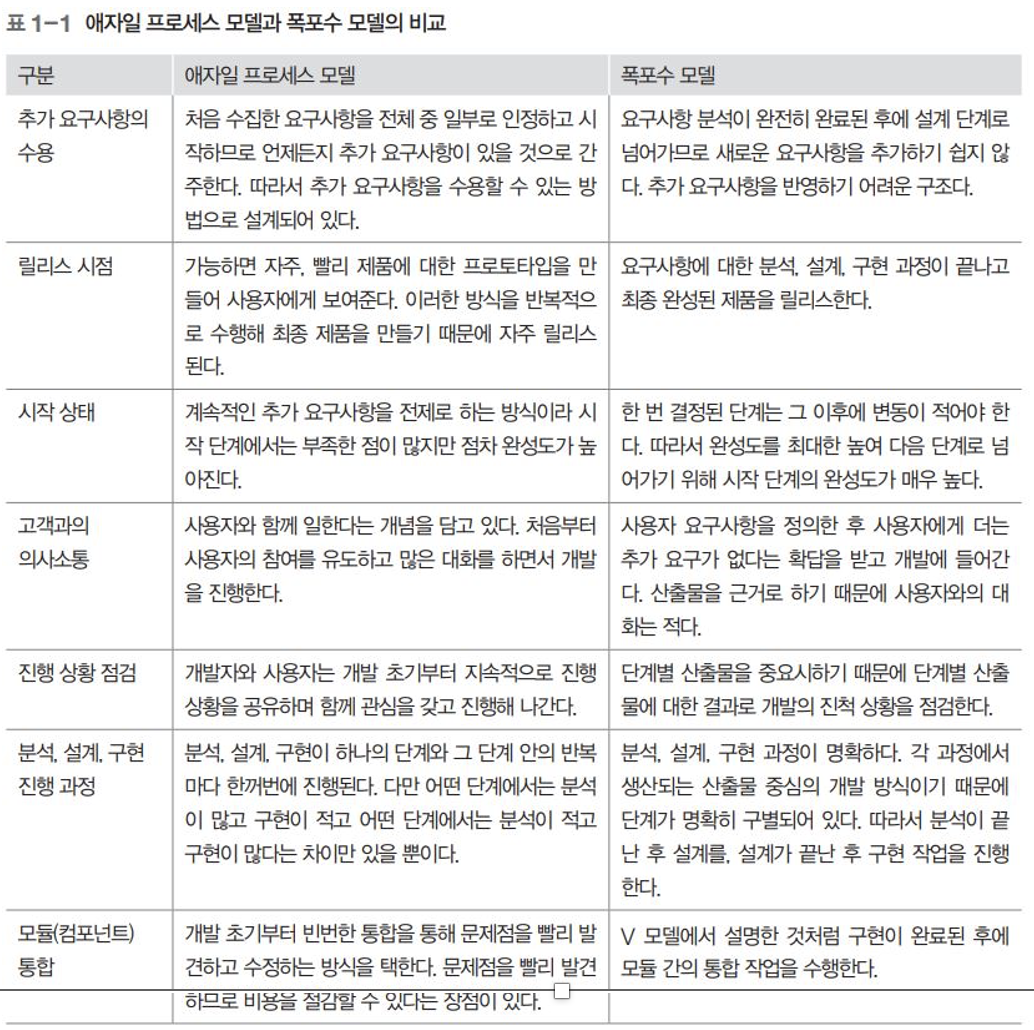 표 1-1 애자일 프로세스 모델과 폭포수 모델의 비교
구분
애자일 프로세스 모델
폭포수 모델
추가 요구사항의
수용
처음 수집한 요구사항을 전체 중 일부로 인정하고 시
작하므로 언제든지 추가 요구사항이 있을 것으로 간
주한다. 따라서 추가 요구사항을 수용할 수 있는 방
법으로 설계되어 있다.
요구사항 분석이 완전히 완료된 후에 설계 단계로
넘어가므로 새로운 요구사항을 추가하기 쉽지 않
다. 추가 요구사항을 반영하기 어려운 구조다.
릴리스 시점
가능하면 자주, 빨리 제품에 대한 프로토타입을 만
들어 사용자에게 보여준다. 이러한 방식을 반복적으
로 수행해 최종 제품을 만들기 때문에 자주 릴리스
된다.
요구사항에 대한 분석, 설계, 구현 과정이 끝나고
최종 완성된 제품을 릴리스한다.
시작 상태
계속적인 추가 요구사항을 전제로 하는 방식이라 시
작 단계에서는 부족한 점이 많지만 점차 완성도가 높
아진다.
한 번 결정된 단계는 그 이후에 변동이 적어야 한
다. 따라서 완성도를 최대한 높여 다음 단계로 넘
어가기 위해 시작 단계의 완성도가 매우 높다.
고객과의
의사소통
사용자와 함께 일한다는 개념을 담고 있다. 처음부터
사용자의 참여를 유도하고 많은 대화를 하면서 개발
을 진행한다.
사용자 요구사항을 정의한 후 사용자에게 더는
추가 요구가 없다는 확답을 받고 개발에 들어간
다. 산출물을 근거로 하기 때문에 사용자와의 대
화는 적다.
진행 상황 점검
개발자와 사용자는 개발 초기부터 지속적으로 진행
상황을 공유하며 함께 관심을 갖고 진행해 나간다.
단계별 산출물을 중요시하기 때문에 단계별 산출
물에 대한 결과로 개발의 진척 상황을 점검한다.
분석, 설계, 구현
진행 과정
분석, 설계, 구현이 하나의 단계와 그 단계 안의 반복
마다 한꺼번에 진행된다. 다만 어떤 단계에서는 분석
이 많고 구현이 적고 어떤 단계에서는 분석이 적고
구현이 많다는 차이만 있을 뿐이다.
분석, 설계, 구현 과정이 명확하다. 각 과정에서
생산되는 산출물 중심의 개발 방식이기 때문에
단계가 명확히 구별되어 있다. 따라서 분석이 끝
난 후 설계를, 설계가 끝난 후 구현 작업을 진행
한다.
모듈(컴포넌트)
통합
개발 초기부터 빈번한 통합을 통해 문제점을 빨리 발
견하고 수정하는 방식을 택한다. 문제점을 빨리 발견
하므로 비용을 절감할 수 있다는 장점이 있다.
V 모델에서 설명한 것처럼 구현이 완료된 후에
모듈 간의 통합 작업을 수행한다.